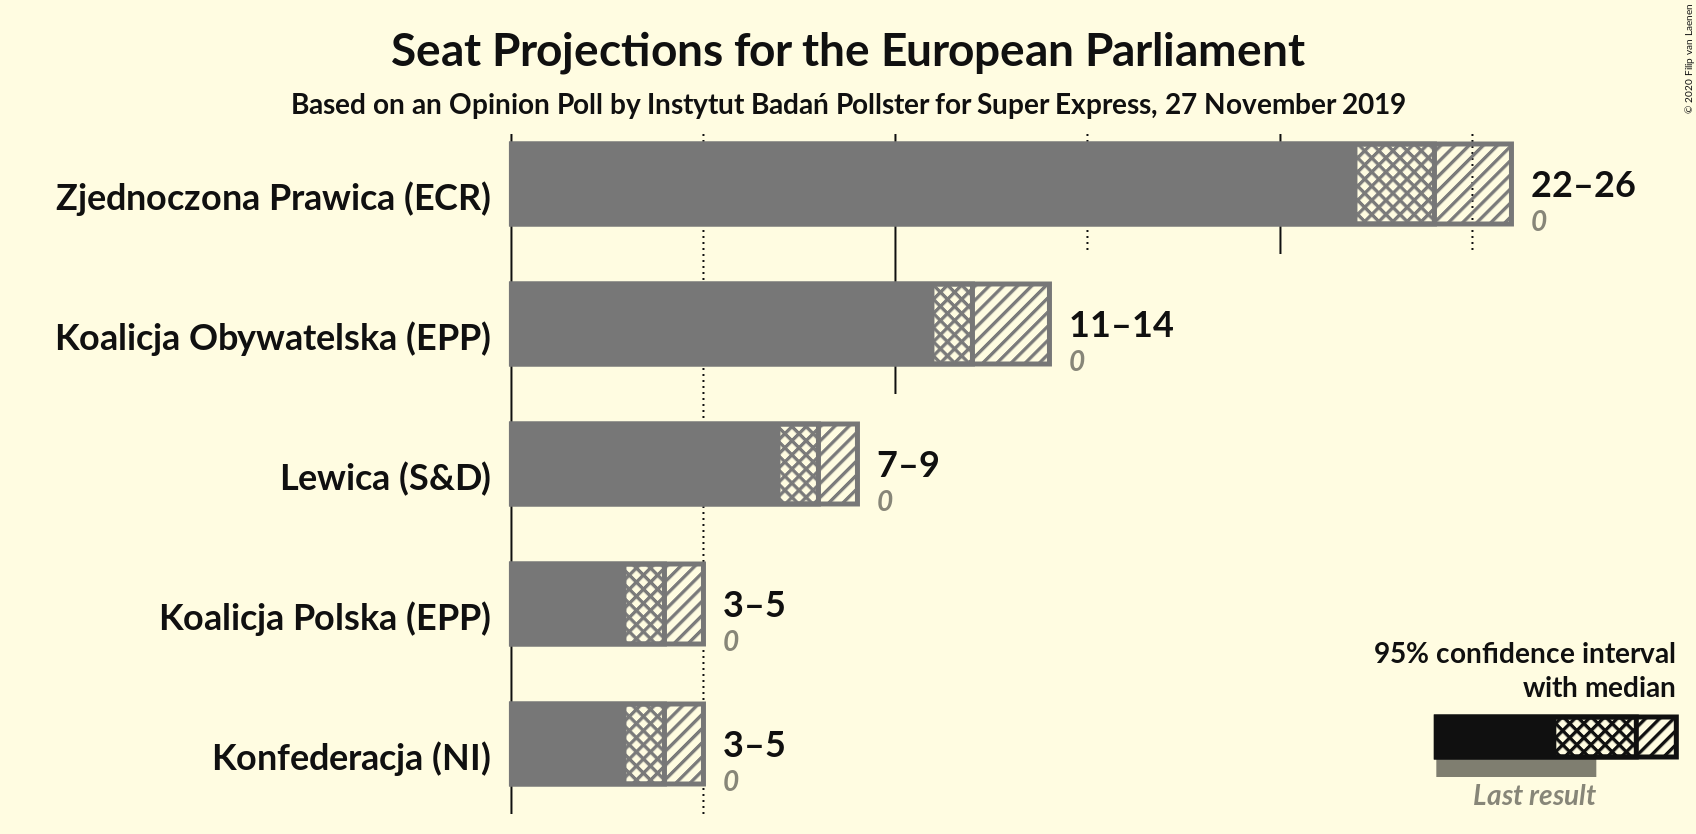 Seat Projections for the European Parliament
Based on an Opinion Poll by Instytut Badań Pollster for Super Express, 27 November 2019
© 2020 Filip van Laenen
Zjednoczona Prawica (ECR)
22–26
0
Koalicja Obywatelska (EPP)
11–14
0
Lewica (S&D)
7–9
0
Koalicja Polska (EPP)
3–5
0
Konfederacja (NI)
3–5
0
95% confidence interval
with median
Last result